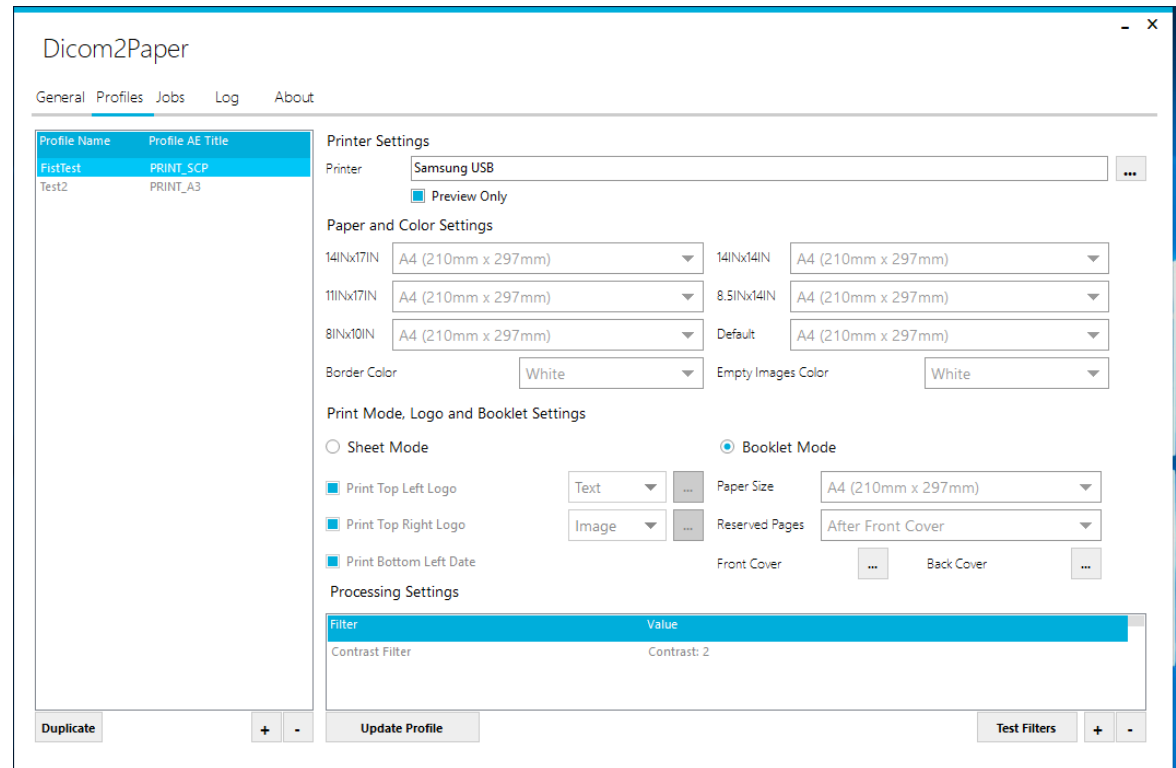 - X
Dicom2Paper
General Profiles Jobs Log About
Profile Name Profile AE Title
FistTest PRINT_SCP
Test2 PRINT_A3
Printer Settings
Printer Samsung USB ...
Preview Only
Paper and Color Settings
14INx17IN A4 (210mm x 297mm) 14INx14IN A4 (210mm x 297mm)
11INx17IN A4 (210mm x 297mm) 8.5INx14IN A4 (210mm x 297mm)
8INx10IN A4 (210mm x 297mm) Default A4 (210mm x 297mm)
Border Color White Empty Images Color White
Print Mode, Logo and Booklet Settings
Sheet Mode Booklet Mode
Print Top Left Logo Text ... Paper Size A4 (210mm x 297mm)
Print Top Right Logo Image ... Reserved Pages After Front Cover
Print Bottom Left Date Front Cover ... Back Cover ...
Processing Settings
Filter Value
Contrast Filter Contrast: 2
Duplicate + - Update Profile Test Filters + -